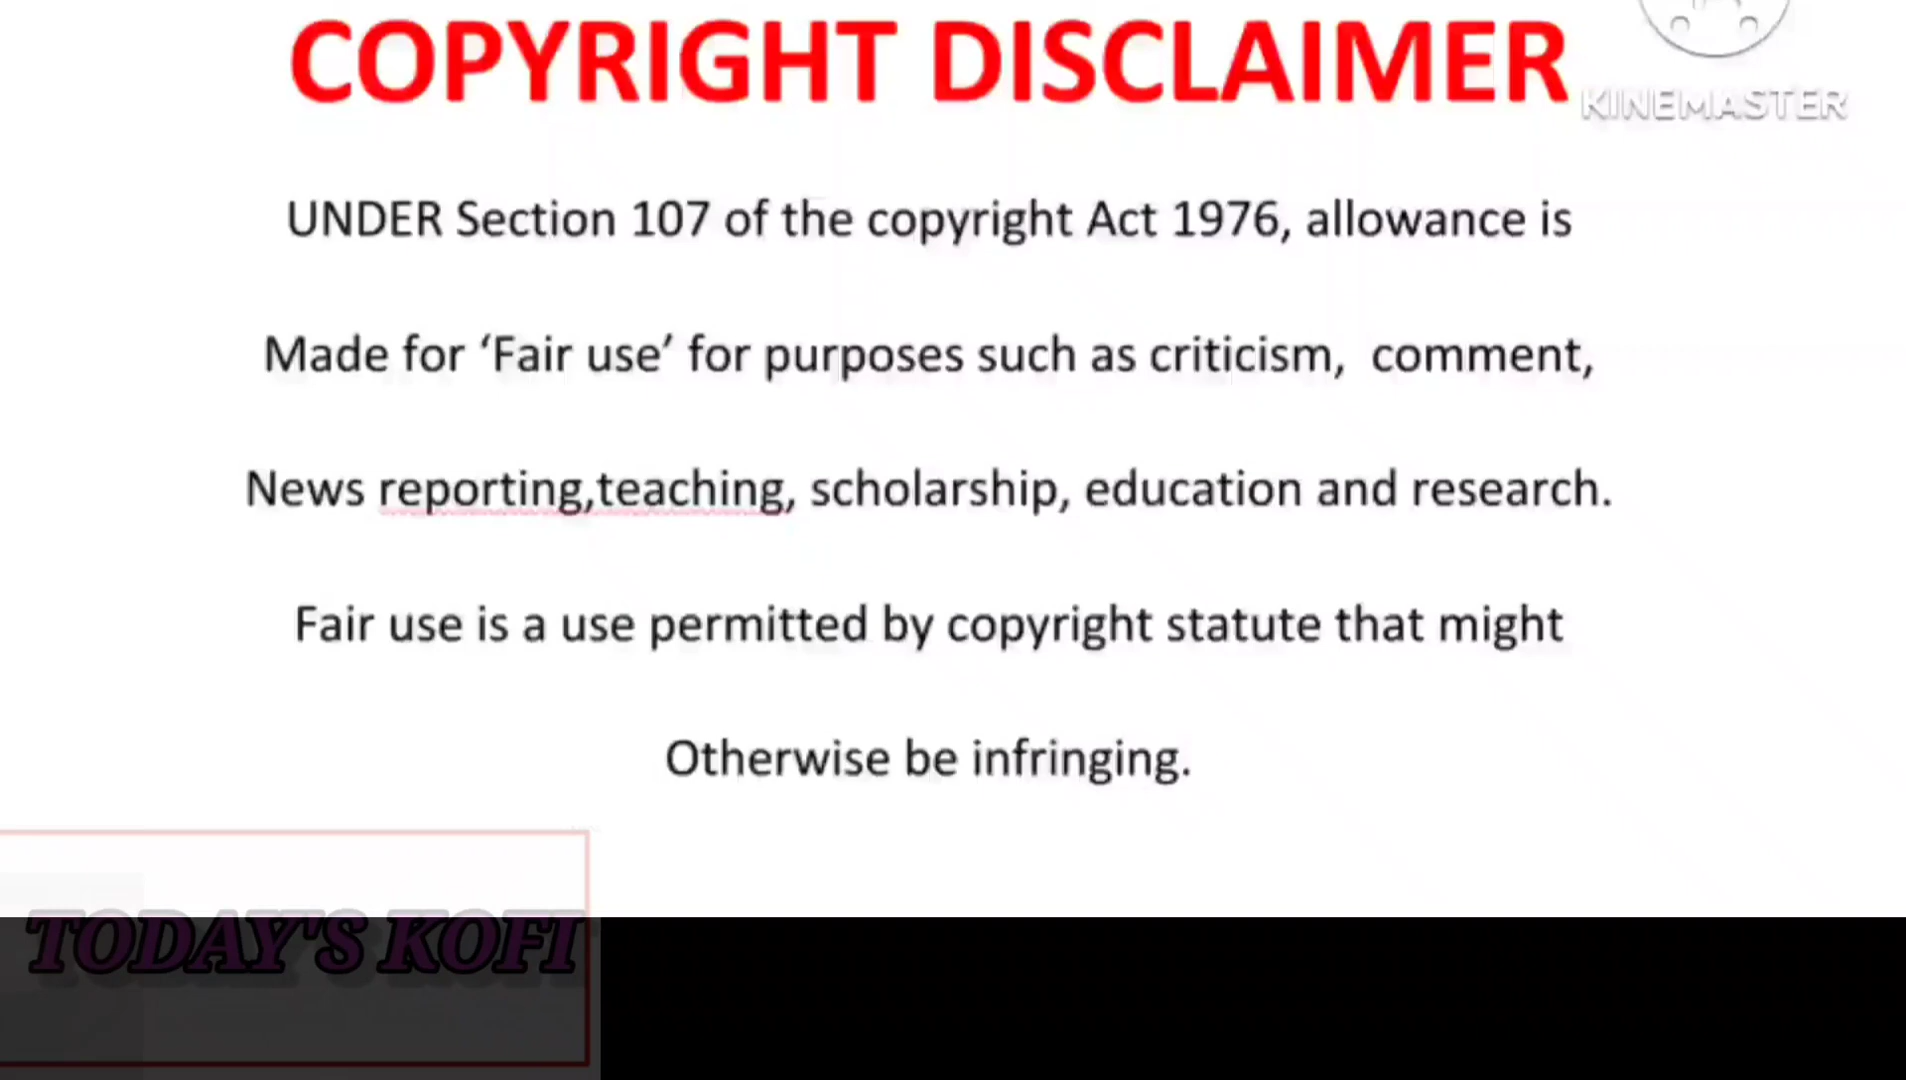 COPYRIGHT DISCLAIMER
KINEMASTER
UNDER Section 107 of the copyright Act 1976, allowance is
Made for ‘Fair use’ for purposes such as criticism,  comment,
News reporting,teaching, scholarship, education and research.
Fair use is a use permitted by copyright statute that might
Otherwise be infringing.
TODAY'S KOFI